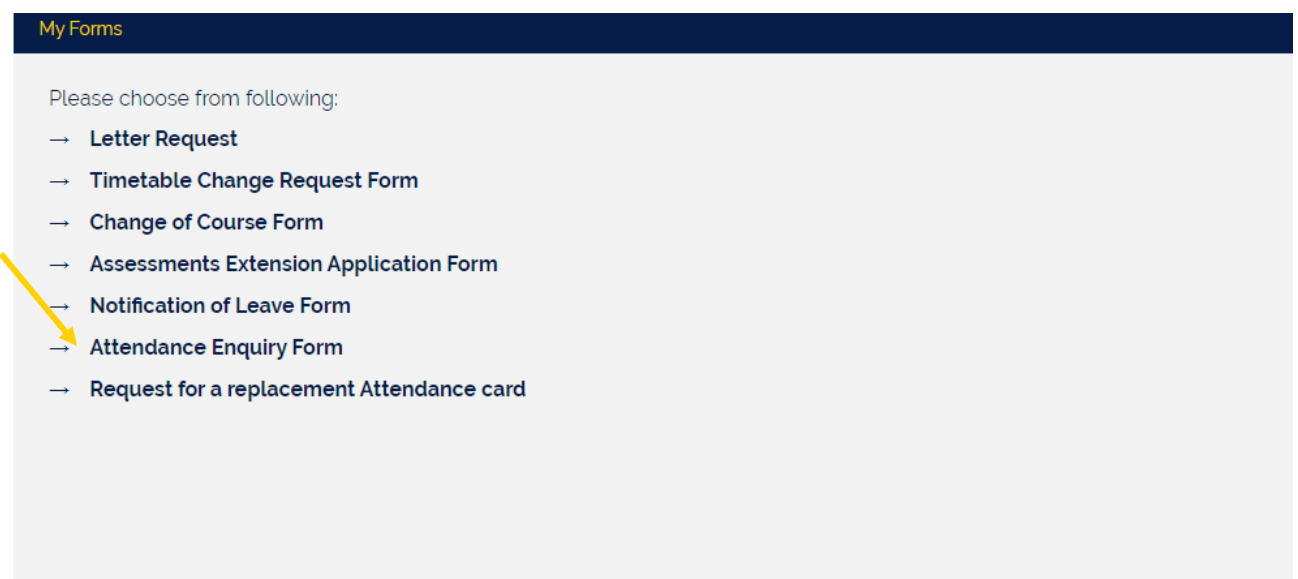 My Forms
Please choose from following:
→ Letter Request
→ Timetable Change Request Form
→ Change of Course Form
→ Assessments Extension Application Form
→ Notification of Leave Form
→ Attendance Enquiry Form
→ Request for a replacement Attendance card